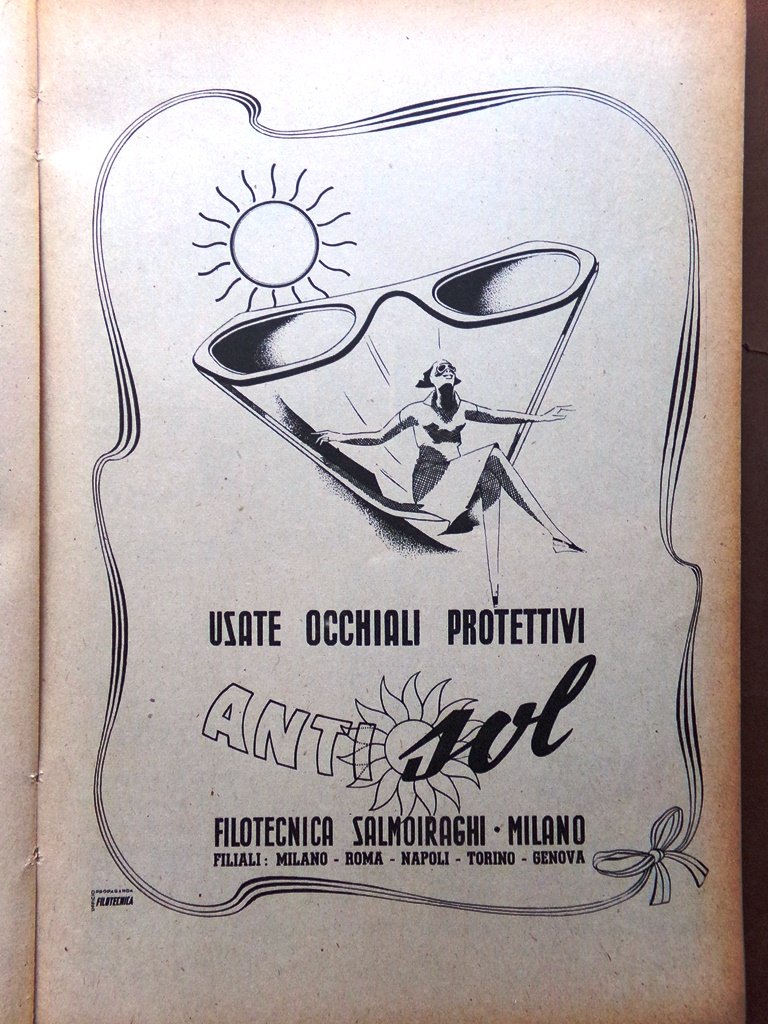 USATE OCCHIALI PROTETTIVI
ANTI sol
FILOTECNICA SALMOIRAGHI · MILANO
FILIALI: MILANO - ROMA - NAPOLI - TORINO - GENOVA
PROPAGANDA
FILOTECNICA